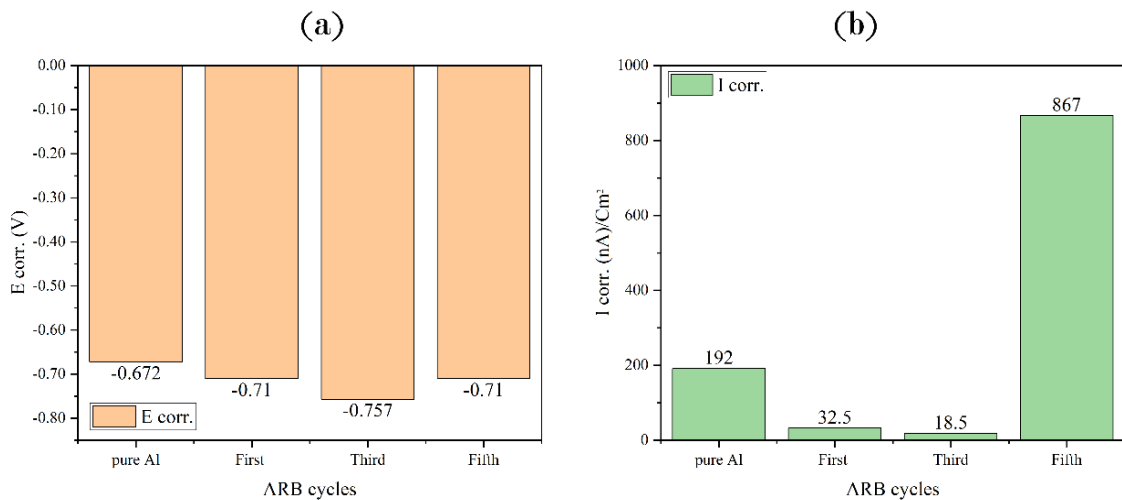 (a)
0.00
-0.10
-0.20
-0.30
-0.40
-0.50
-0.60
-0.70
-0.80
E corr. (V)
-0.672
-0.71
-0.757
-0.71
E corr.
pure Al First Third Fifth
ARB cycles
(b)
1000
800
600
400
200
0
I corr. (nA)/Cm²
I corr.
192
32.5
18.5
867
pure Al First Third Fifth
ARB cycles